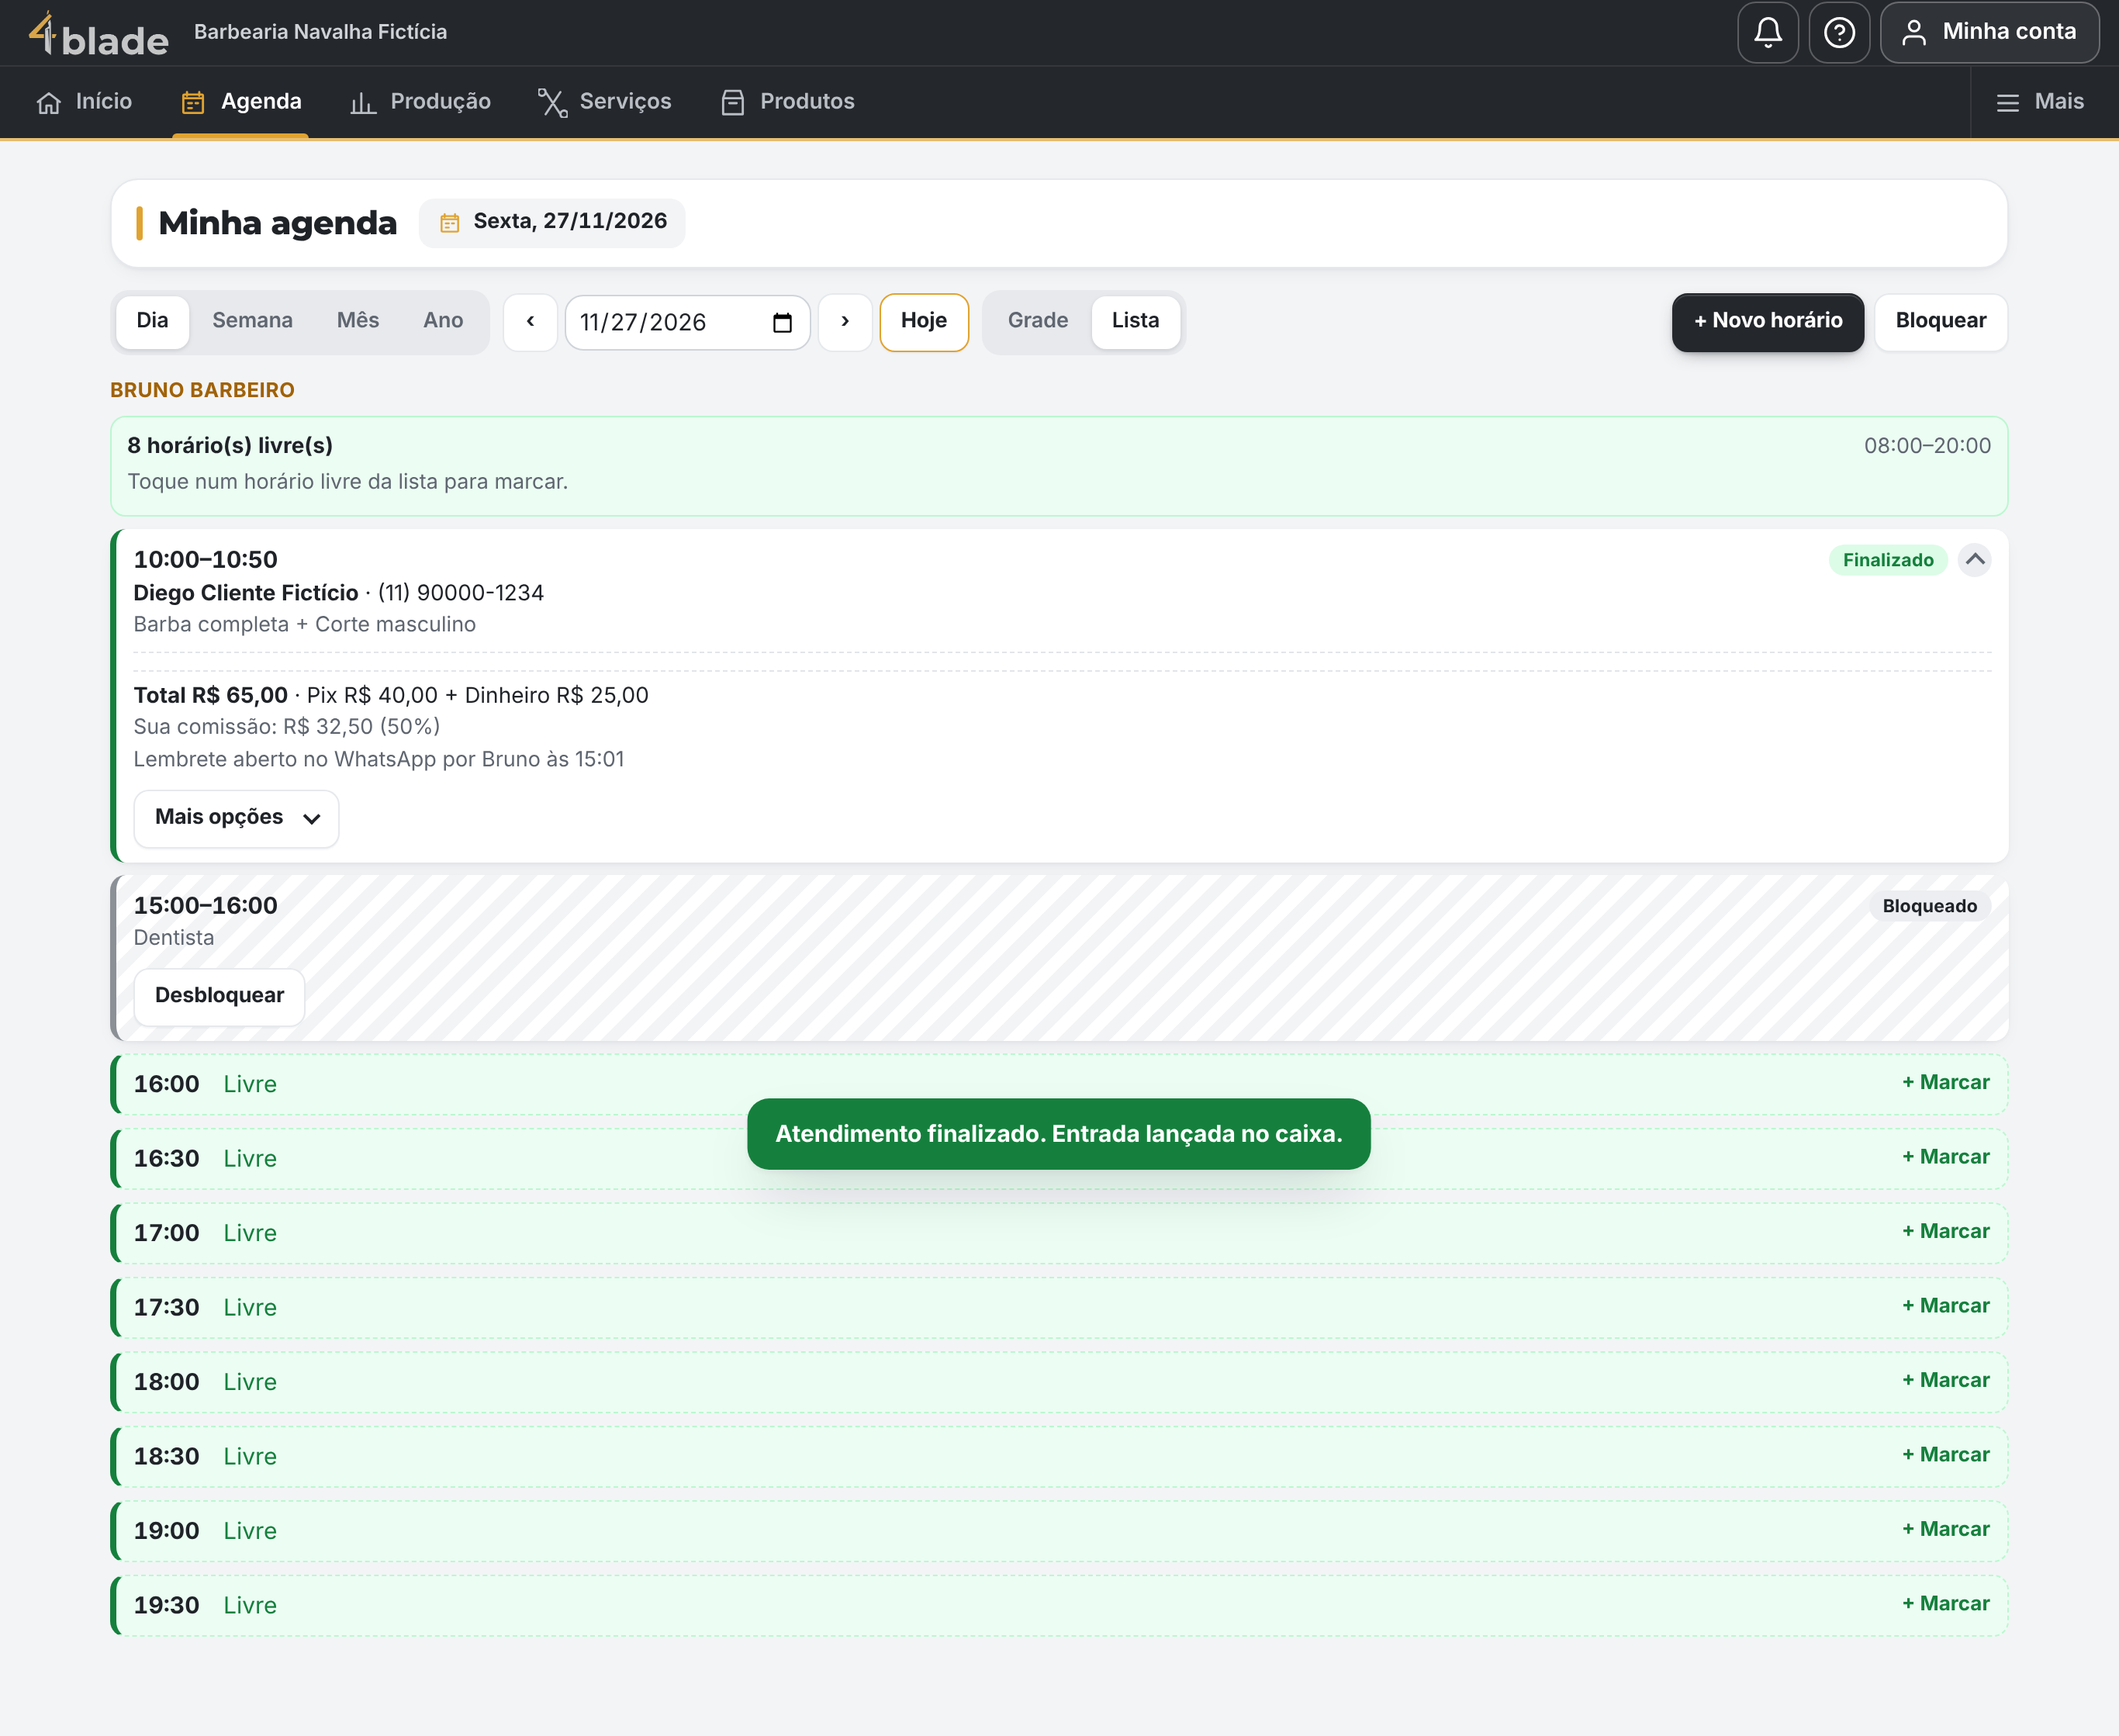 4blade
Barbearia Navalha Fictícia
Minha conta
Início
Agenda
Produção
Serviços
Produtos
Mais
Minha agenda
Sexta, 27/11/2026
Dia
Semana
Mês
Ano
‹
11/27/2026
›
Hoje
Grade
Lista
+ Novo horário
Bloquear
BRUNO BARBEIRO
8 horário(s) livre(s)
08:00–20:00
Toque num horário livre da lista para marcar.
10:00–10:50
Finalizado
Diego Cliente Fictício · (11) 90000-1234
Barba completa + Corte masculino
Total R$ 65,00 · Pix R$ 40,00 + Dinheiro R$ 25,00
Sua comissão: R$ 32,50 (50%)
Lembrete aberto no WhatsApp por Bruno às 15:01
Mais opções
15:00–16:00
Bloqueado
Dentista
Desbloquear
16:00 Livre + Marcar
Atendimento finalizado. Entrada lançada no caixa.
16:30 Livre + Marcar
17:00 Livre + Marcar
17:30 Livre + Marcar
18:00 Livre + Marcar
18:30 Livre + Marcar
19:00 Livre + Marcar
19:30 Livre + Marcar